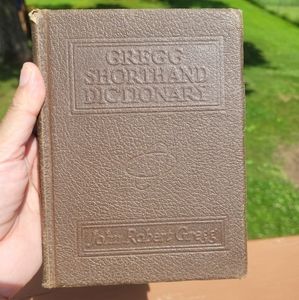 GREGG
SHORTHAND
DICTIONARY
John Robert Gregg